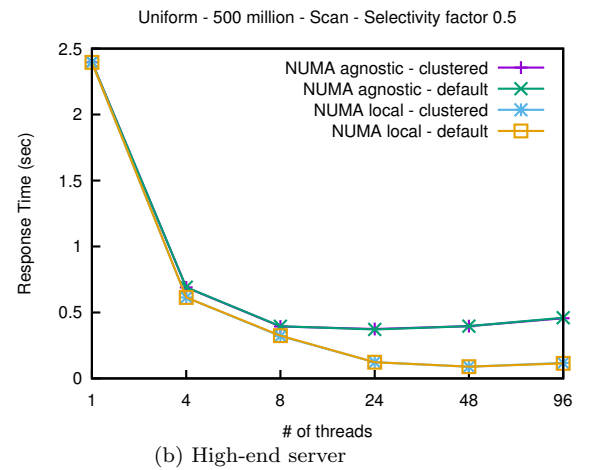 Uniform - 500 million - Scan - Selectivity factor 0.5
2.5
2
1.5
1
0.5
0
Response Time (sec)
NUMA agnostic - clustered
NUMA agnostic - default
NUMA local - clustered
NUMA local - default
1 4 8 24 48 96
# of threads
(b) High-end server